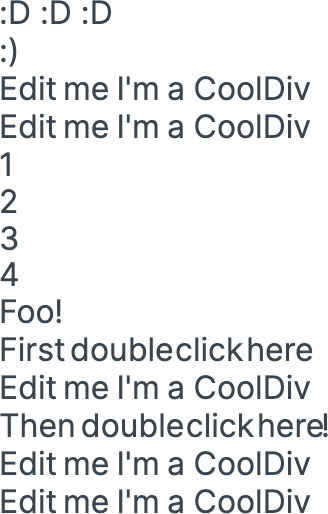 :D :D :D
:)
Edit me I'm a CoolDiv
Edit me I'm a CoolDiv
1
2
3
4
Foo!
First doubleclick here
Edit me I'm a CoolDiv
Then doubleclick here!
Edit me I'm a CoolDiv
Edit me I'm a CoolDiv